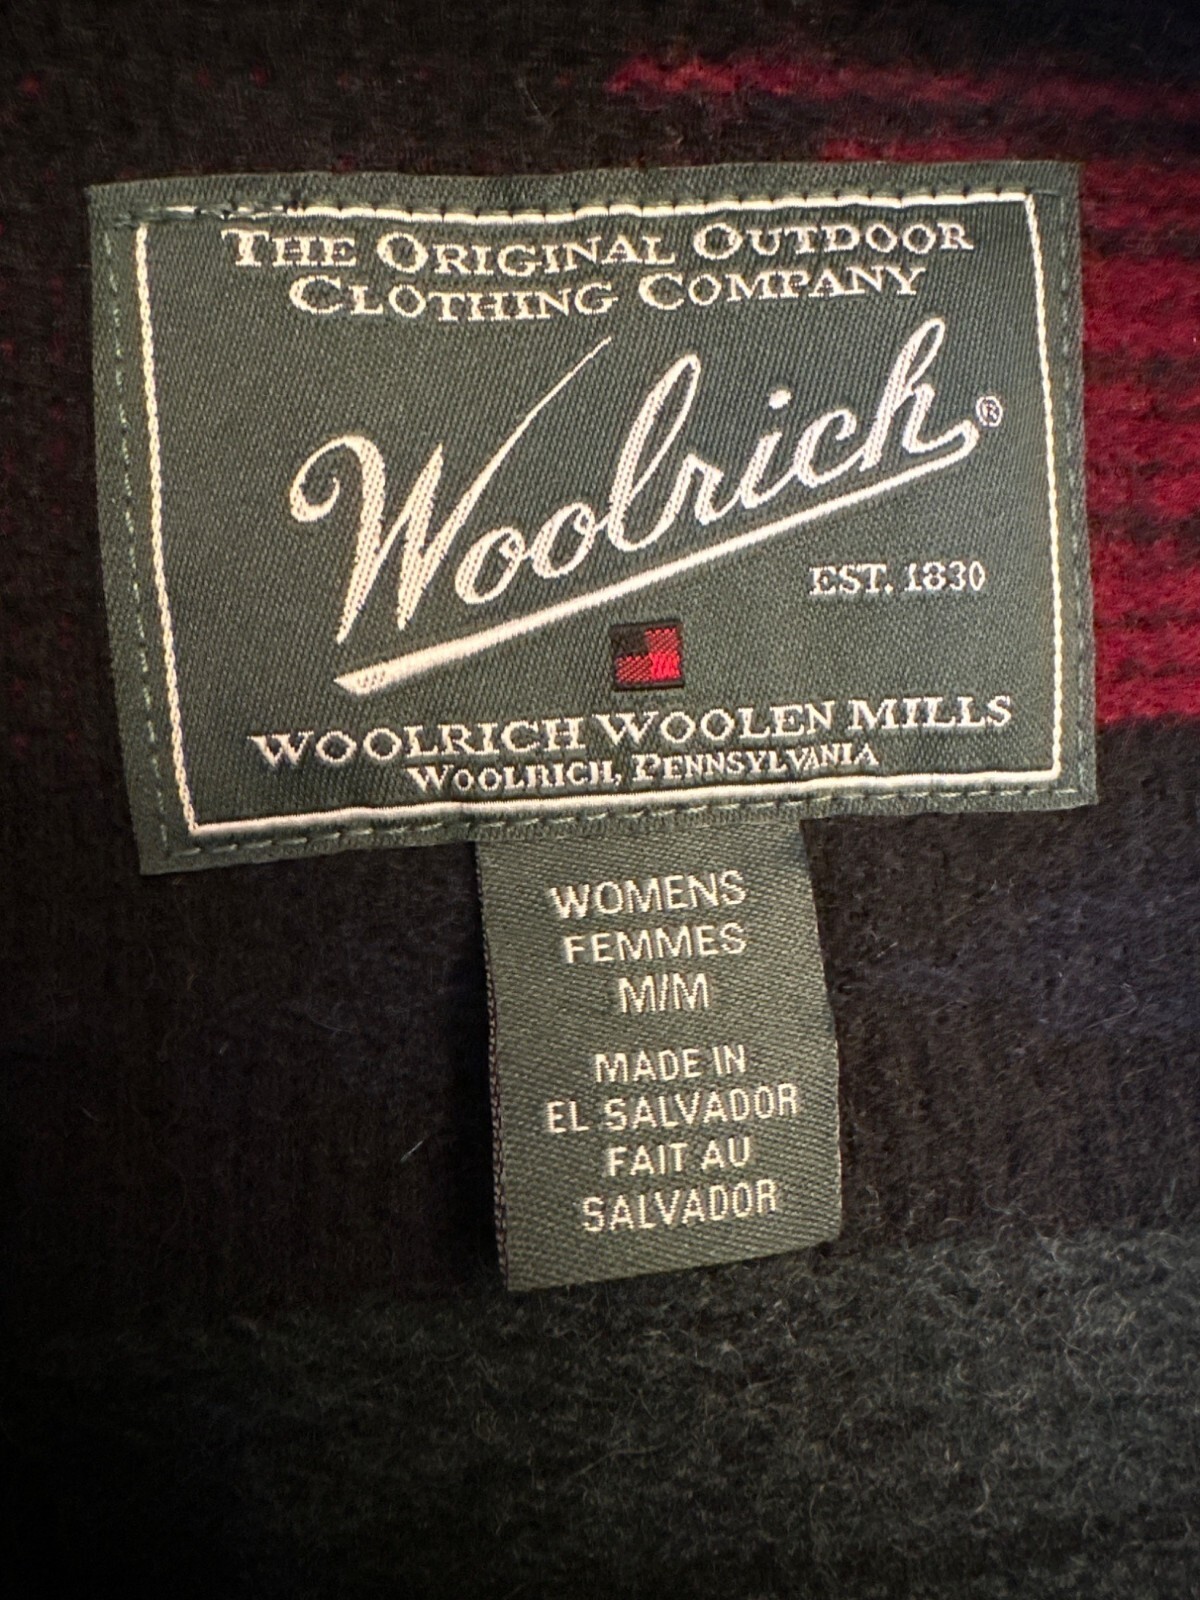 THE ORIGINAL OUTDOOR
CLOTHING COMPANY
Woolrich®
EST. 1830
WOOLRICH WOOLEN MILLS
WOOLRICH, PENNSYLVANIA
WOMENS
FEMMES
M/M
MADE IN
EL SALVADOR
FAIT AU
SALVADOR